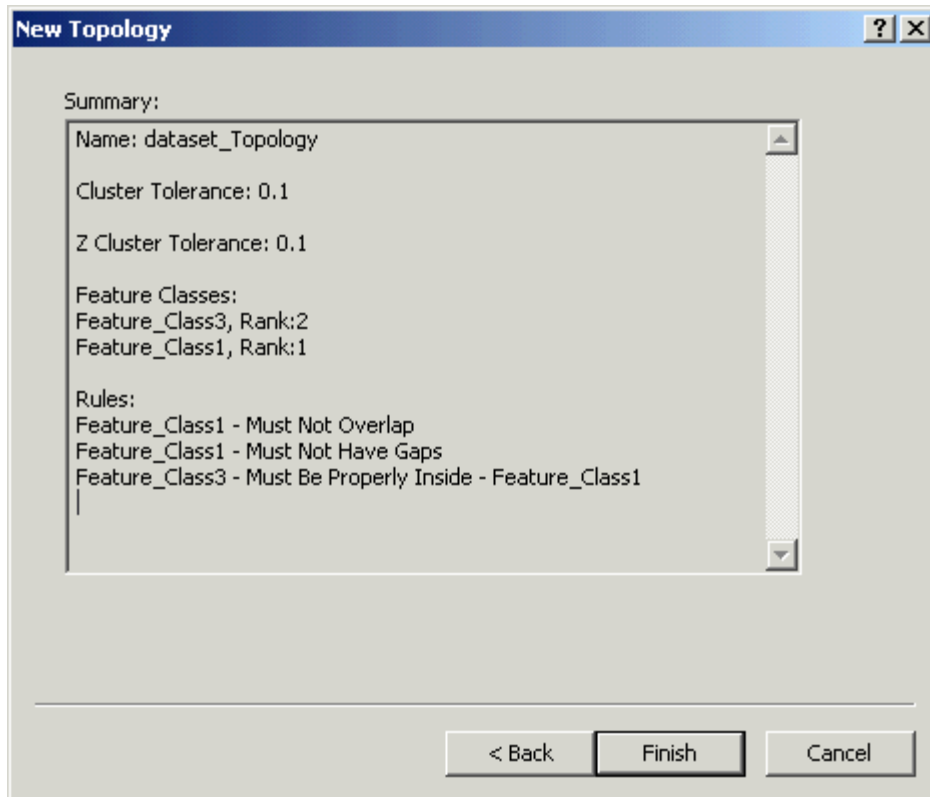 New Topology
Summary:
Name: dataset_Topology
Cluster Tolerance: 0.1
Z Cluster Tolerance: 0.1
Feature Classes:
Feature_Class3, Rank:2
Feature_Class1, Rank:1
Rules:
Feature_Class1 - Must Not Overlap
Feature_Class1 - Must Not Have Gaps
Feature_Class3 - Must Be Properly Inside - Feature_Class1
< Back
Finish
Cancel